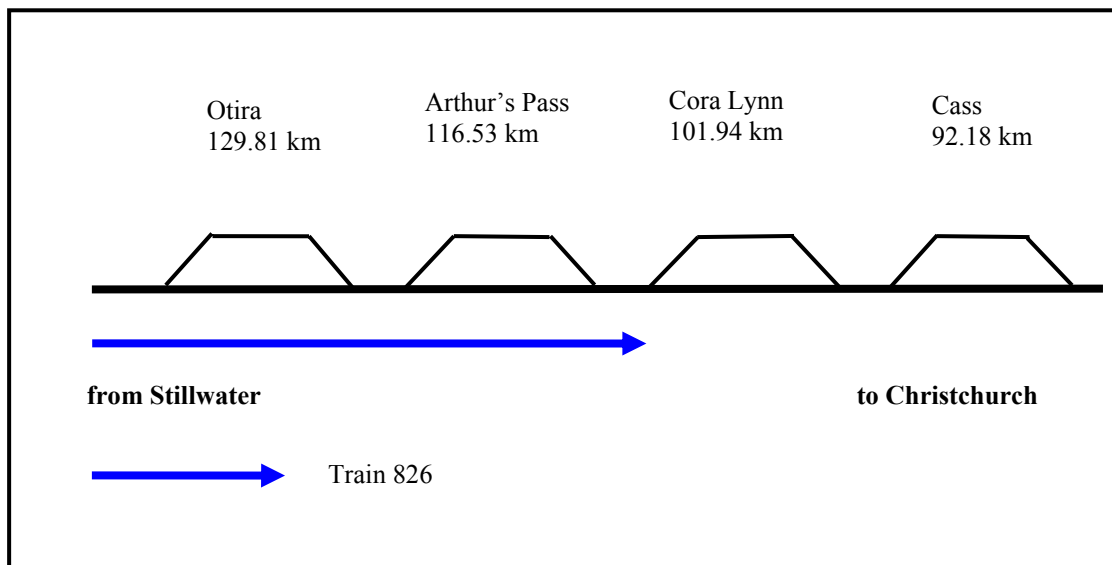 Otira
129.81 km
Arthur’s Pass
116.53 km
Cora Lynn
101.94 km
Cass
92.18 km
from Stillwater
to Christchurch
Train 826